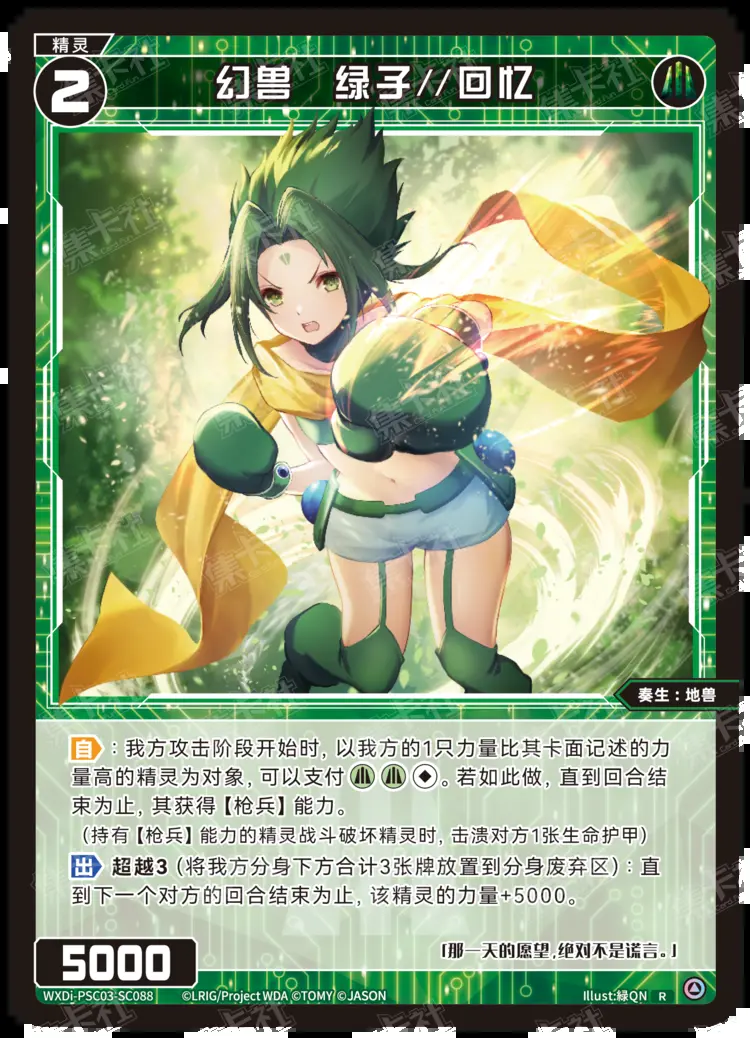 精灵
2
幻兽 绿子//回忆
奏生：地兽
自：我方攻击阶段开始时，以我方的1只力量比其卡面记述的力
量高的精灵为对象，可以支付。若如此做，直到回合结
束为止，其获得【枪兵】能力。
（持有【枪兵】能力的精灵战斗破坏精灵时，击溃对方1张生命护甲）
出 超越3（将我方分身下方合计3张牌放置到分身废弃区）：直
到下一个对方的回合结束为止，该精灵的力量+5000。
「那一天的愿望,绝对不是谎言。」
5000
WXDi-PSC03-SC088 ©LRIG/Project WDA ©TOMY ©JASON Illust:緑QN R
集卡社